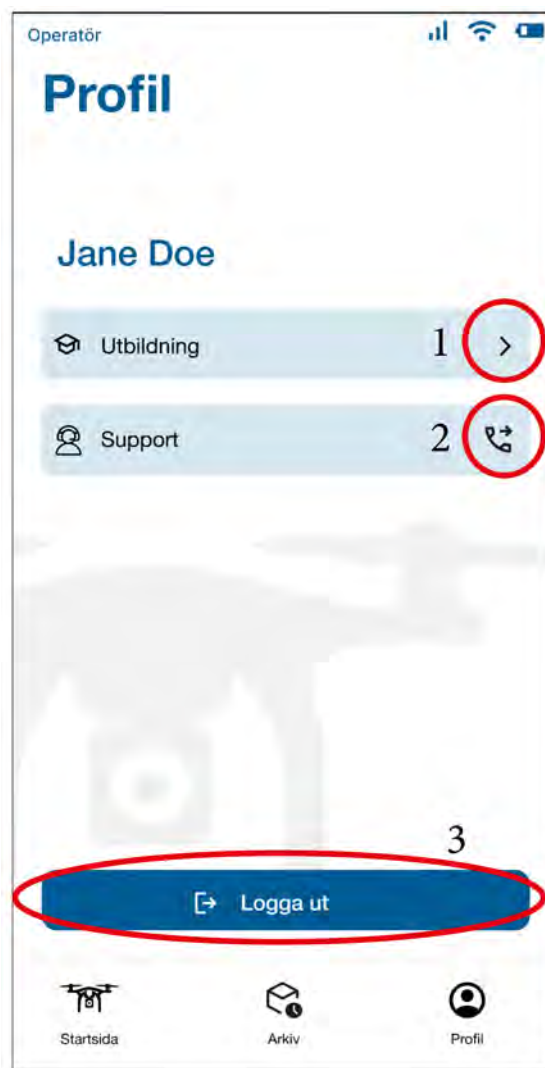 Operatör
Profil
Jane Doe
Utbildning 1
Support 2
3
Logga ut
Startsida Arkiv Profil